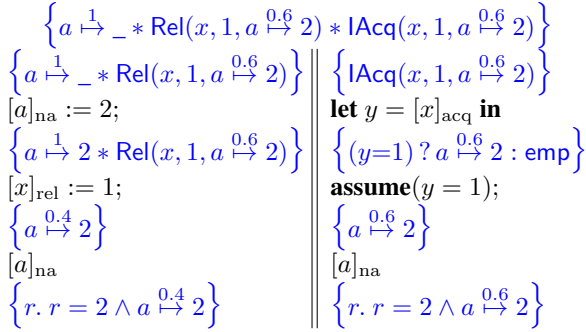 {a ↦^1 _ ∗ Rel(x, 1, a ↦^0.6 2) ∗ IAcq(x, 1, a ↦^0.6 2)}
{a ↦^1 _ ∗ Rel(x, 1, a ↦^0.6 2)} ‖ {IAcq(x, 1, a ↦^0.6 2)}
[a]_na := 2; ‖ let y = [x]_acq in
{a ↦^1 2 ∗ Rel(x, 1, a ↦^0.6 2)} ‖ {(y=1) ? a ↦^0.6 2 : emp}
[x]_rel := 1; ‖ assume(y = 1);
{a ↦^0.4 2} ‖ {a ↦^0.6 2}
[a]_na ‖ [a]_na
{r. r = 2 ∧ a ↦^0.4 2} ‖ {r. r = 2 ∧ a ↦^0.6 2}